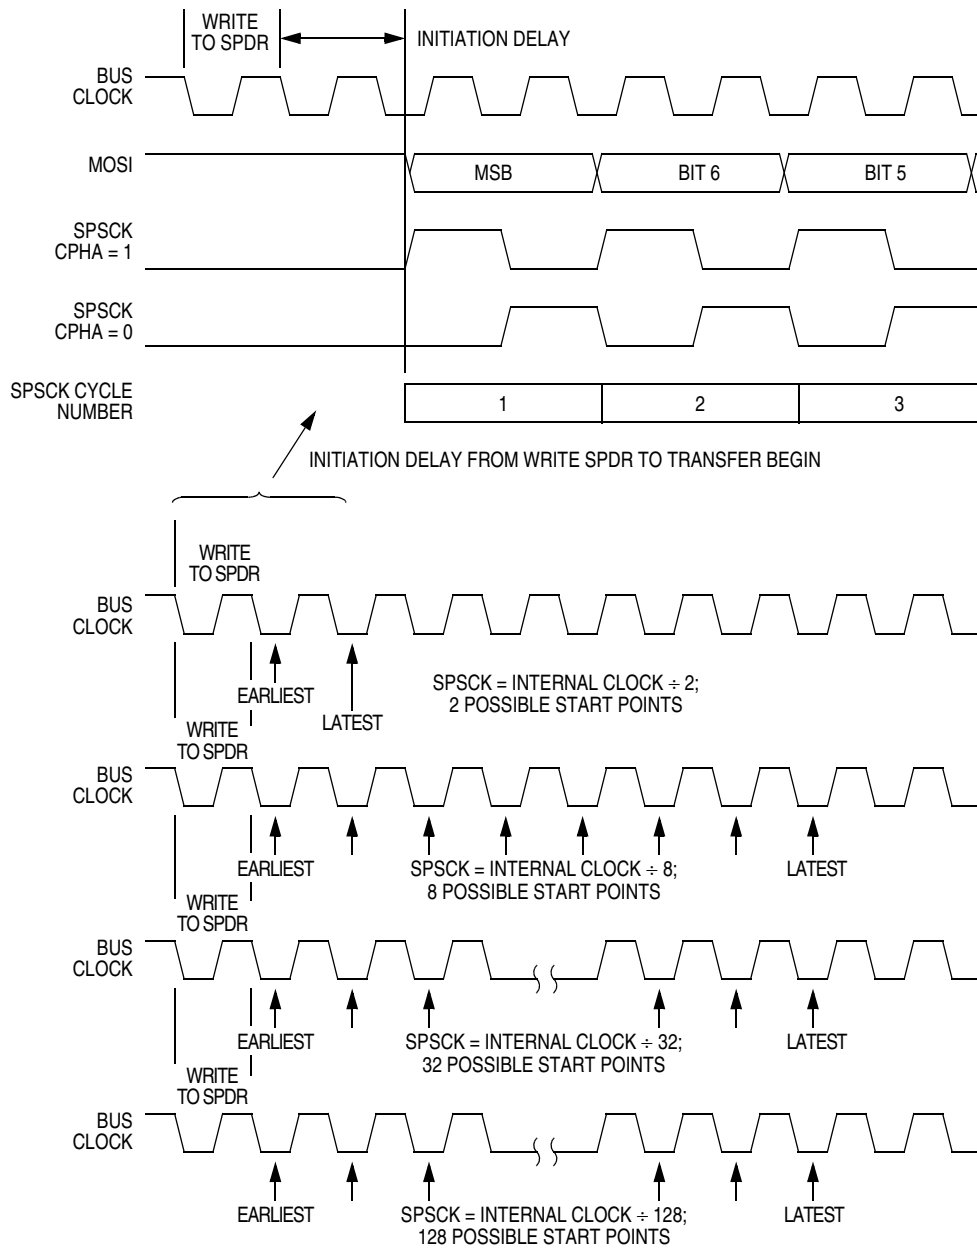 WRITE
TO SPDR
INITIATION DELAY
BUS
CLOCK
MOSI
MSB
BIT 6
BIT 5
SPSCK
CPHA = 1
SPSCK
CPHA = 0
SPSCK CYCLE
NUMBER
1
2
3
INITIATION DELAY FROM WRITE SPDR TO TRANSFER BEGIN
WRITE
TO SPDR
BUS
CLOCK
EARLIEST
LATEST
SPSCK = INTERNAL CLOCK ÷ 2;
2 POSSIBLE START POINTS
WRITE
TO SPDR
BUS
CLOCK
EARLIEST
SPSCK = INTERNAL CLOCK ÷ 8;
8 POSSIBLE START POINTS
LATEST
WRITE
TO SPDR
BUS
CLOCK
EARLIEST
SPSCK = INTERNAL CLOCK ÷ 32;
32 POSSIBLE START POINTS
LATEST
WRITE
TO SPDR
BUS
CLOCK
EARLIEST
SPSCK = INTERNAL CLOCK ÷ 128;
128 POSSIBLE START POINTS
LATEST